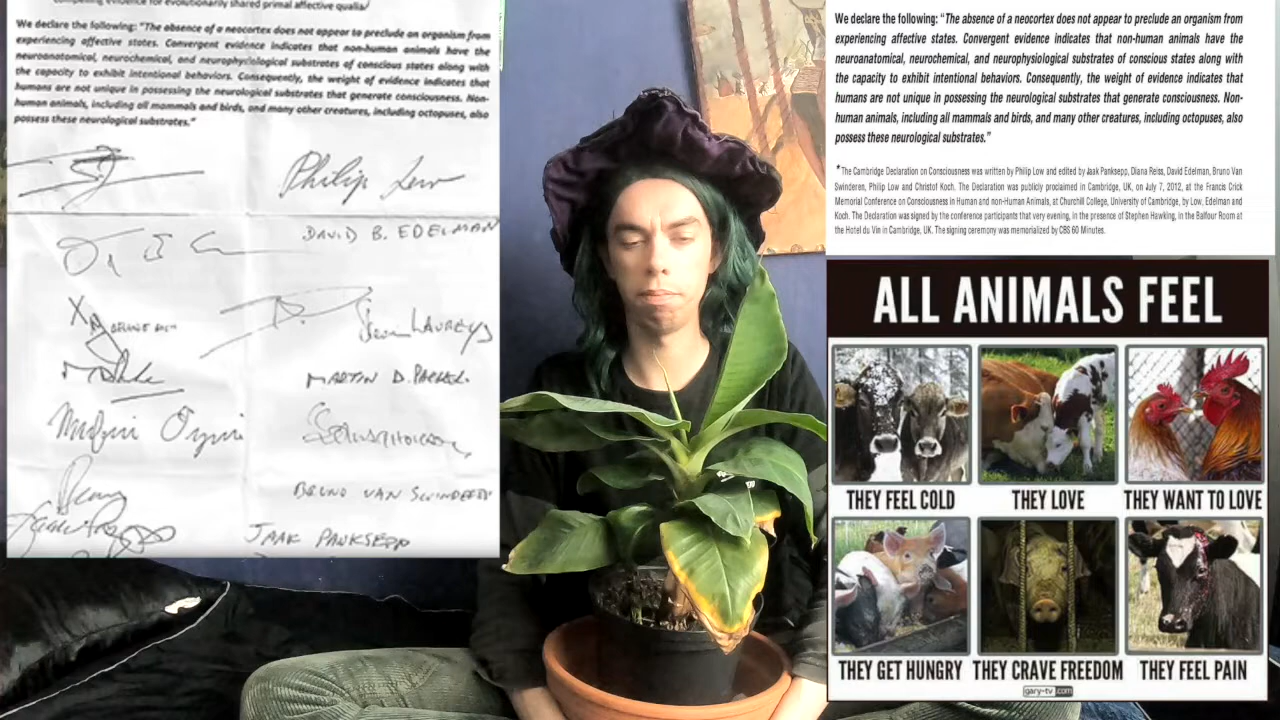 competing evidence for evolutionarily shared primal affective qualia
We declare the following: "The absence of a neocortex does not appear to preclude an organism from
experiencing affective states. Convergent evidence indicates that non-human animals have the
neuroanatomical, neurochemical, and neurophysiological substrates of conscious states along with
the capacity to exhibit intentional behaviors. Consequently, the weight of evidence indicates that
humans are not unique in possessing the neurological substrates that generate consciousness. Non-
human animals, including all mammals and birds, and many other creatures, including octopuses, also
possess these neurological substrates."
Philip Low
DAVID B. EDELMAN
LAUREYS
MARTIN D.
BRUNO VAN SWINDEREN
JAAK PANKSEPP
We declare the following: "The absence of a neocortex does not appear to preclude an organism from
experiencing affective states. Convergent evidence indicates that non-human animals have the
neuroanatomical, neurochemical, and neurophysiological substrates of conscious states along with
the capacity to exhibit intentional behaviors. Consequently, the weight of evidence indicates that
humans are not unique in possessing the neurological substrates that generate consciousness. Non-
human animals, including all mammals and birds, and many other creatures, including octopuses, also
possess these neurological substrates."
* The Cambridge Declaration on Consciousness was written by Philip Low and edited by Jaak Panksepp, Diana Reiss, David Edelman, Bruno Van
Swinderen, Philip Low and Christof Koch. The Declaration was publicly proclaimed in Cambridge, UK, on July 7, 2012, at the Francis Crick
Memorial Conference on Consciousness in Human and non-Human Animals, at Churchill College, University of Cambridge, by Low, Edelman and
Koch. The Declaration was signed by the conference participants that very evening, in the presence of Stephen Hawking, in the Balfour Room at
the Hotel du Vin in Cambridge, UK. The signing ceremony was memorialized by CBS 60 Minutes.
ALL ANIMALS FEEL
THEY FEEL COLD
THEY LOVE
THEY WANT TO LOVE
THEY GET HUNGRY
THEY CRAVE FREEDOM
THEY FEEL PAIN
gary-tv.com